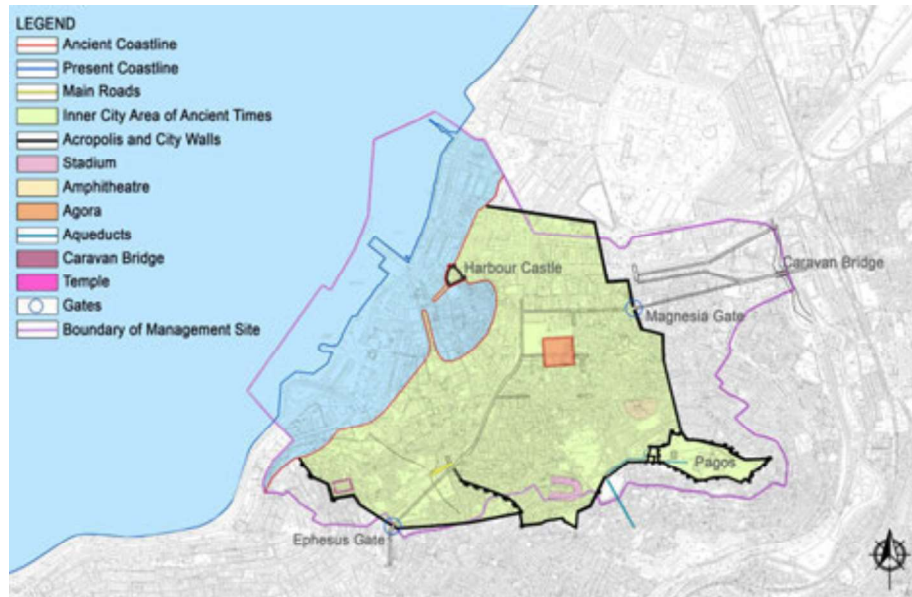 LEGEND
Ancient Coastline
Present Coastline
Main Roads
Inner City Area of Ancient Times
Acropolis and City Walls
Stadium
Amphitheatre
Agora
Aqueducts
Caravan Bridge
Temple
Gates
Boundary of Management Site
Harbour Castle
Caravan Bridge
Magnesia Gate
Pagos
Ephesus Gate